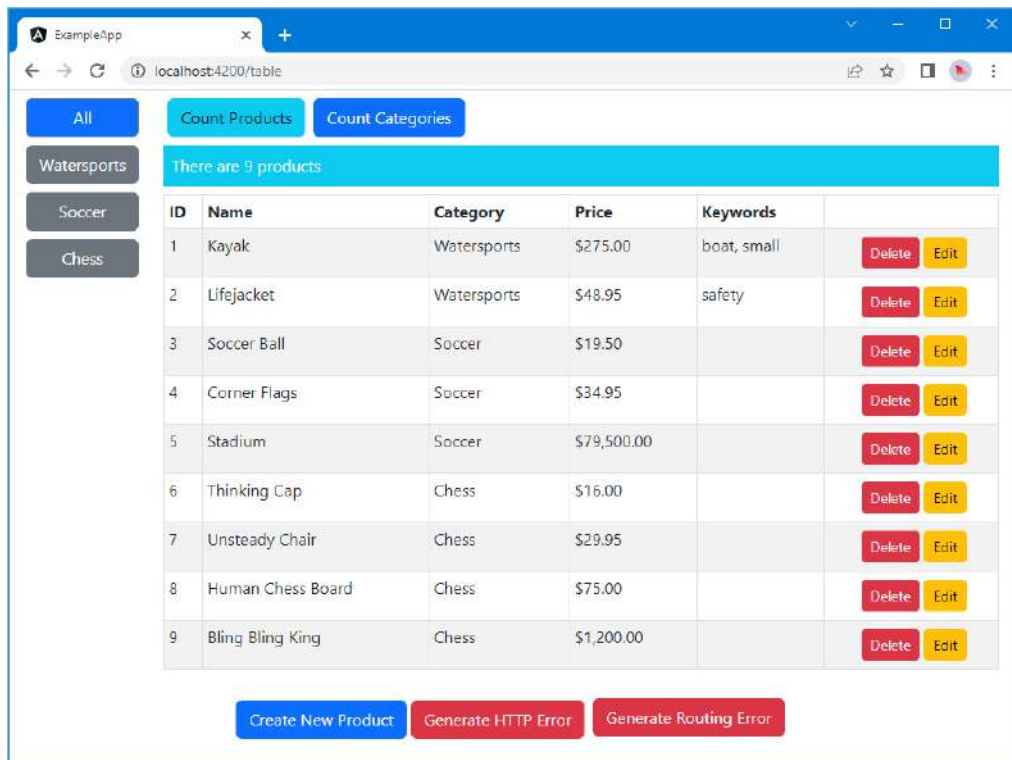 ExampleApp
localhost:4200/table
All
Count Products Count Categories
Watersports
There are 9 products
Soccer
Chess
ID Name Category Price Keywords
1 Kayak Watersports $275.00 boat, small Delete Edit
2 Lifejacket Watersports $48.95 safety Delete Edit
3 Soccer Ball Soccer $19.50 Delete Edit
4 Corner Flags Soccer $34.95 Delete Edit
5 Stadium Soccer $79,500.00 Delete Edit
6 Thinking Cap Chess $16.00 Delete Edit
7 Unsteady Chair Chess $29.95 Delete Edit
8 Human Chess Board Chess $75.00 Delete Edit
9 Bling Bling King Chess $1,200.00 Delete Edit
Create New Product Generate HTTP Error Generate Routing Error